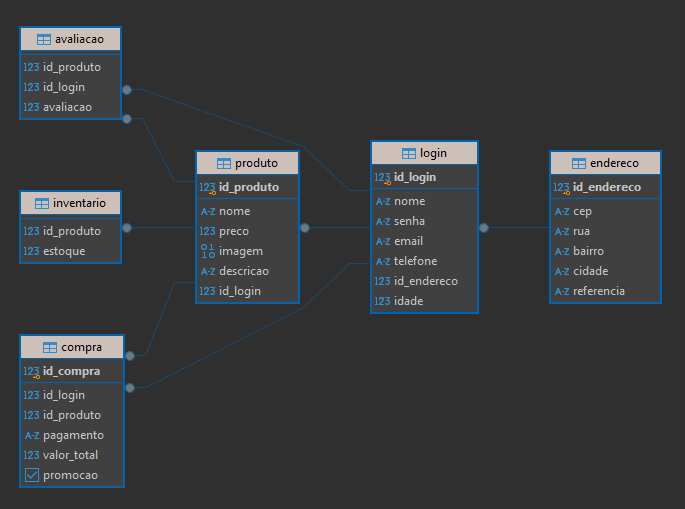 avaliacao
123 id_produto
123 id_login
123 avaliacao
inventario
123 id_produto
123 estoque
compra
123 id_compra
123 id_login
123 id_produto
A-Z pagamento
123 valor_total
promocao
produto
123 id_produto
A-Z nome
123 preco
01 10 imagem
A-Z descricao
123 id_login
login
123 id_login
A-Z nome
A-Z senha
A-Z email
A-Z telefone
123 id_endereco
123 idade
endereco
123 id_endereco
A-Z cep
A-Z rua
A-Z bairro
A-Z cidade
A-Z referencia